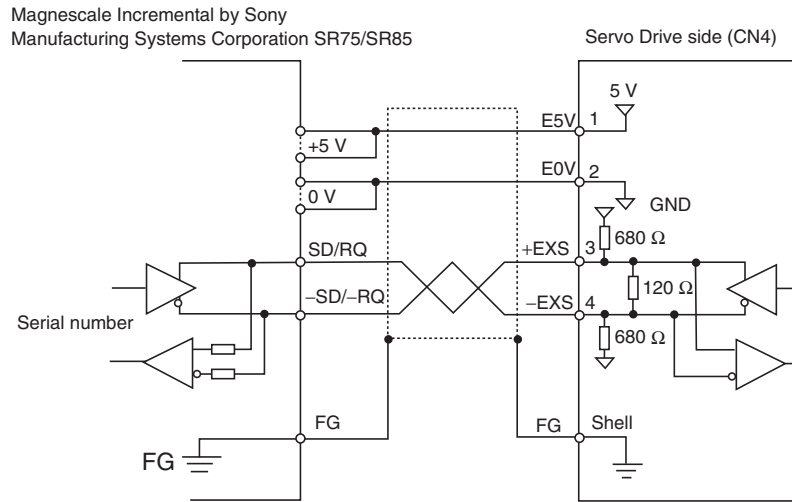 Magnescale Incremental by Sony
Manufacturing Systems Corporation SR75/SR85
Servo Drive side (CN4)
5 V
E5V 1
+5 V
E0V 2
0 V
GND
680 Ω
SD/RQ
+EXS 3
120 Ω
−SD/−RQ
−EXS 4
Serial number
680 Ω
FG
FG Shell
FG